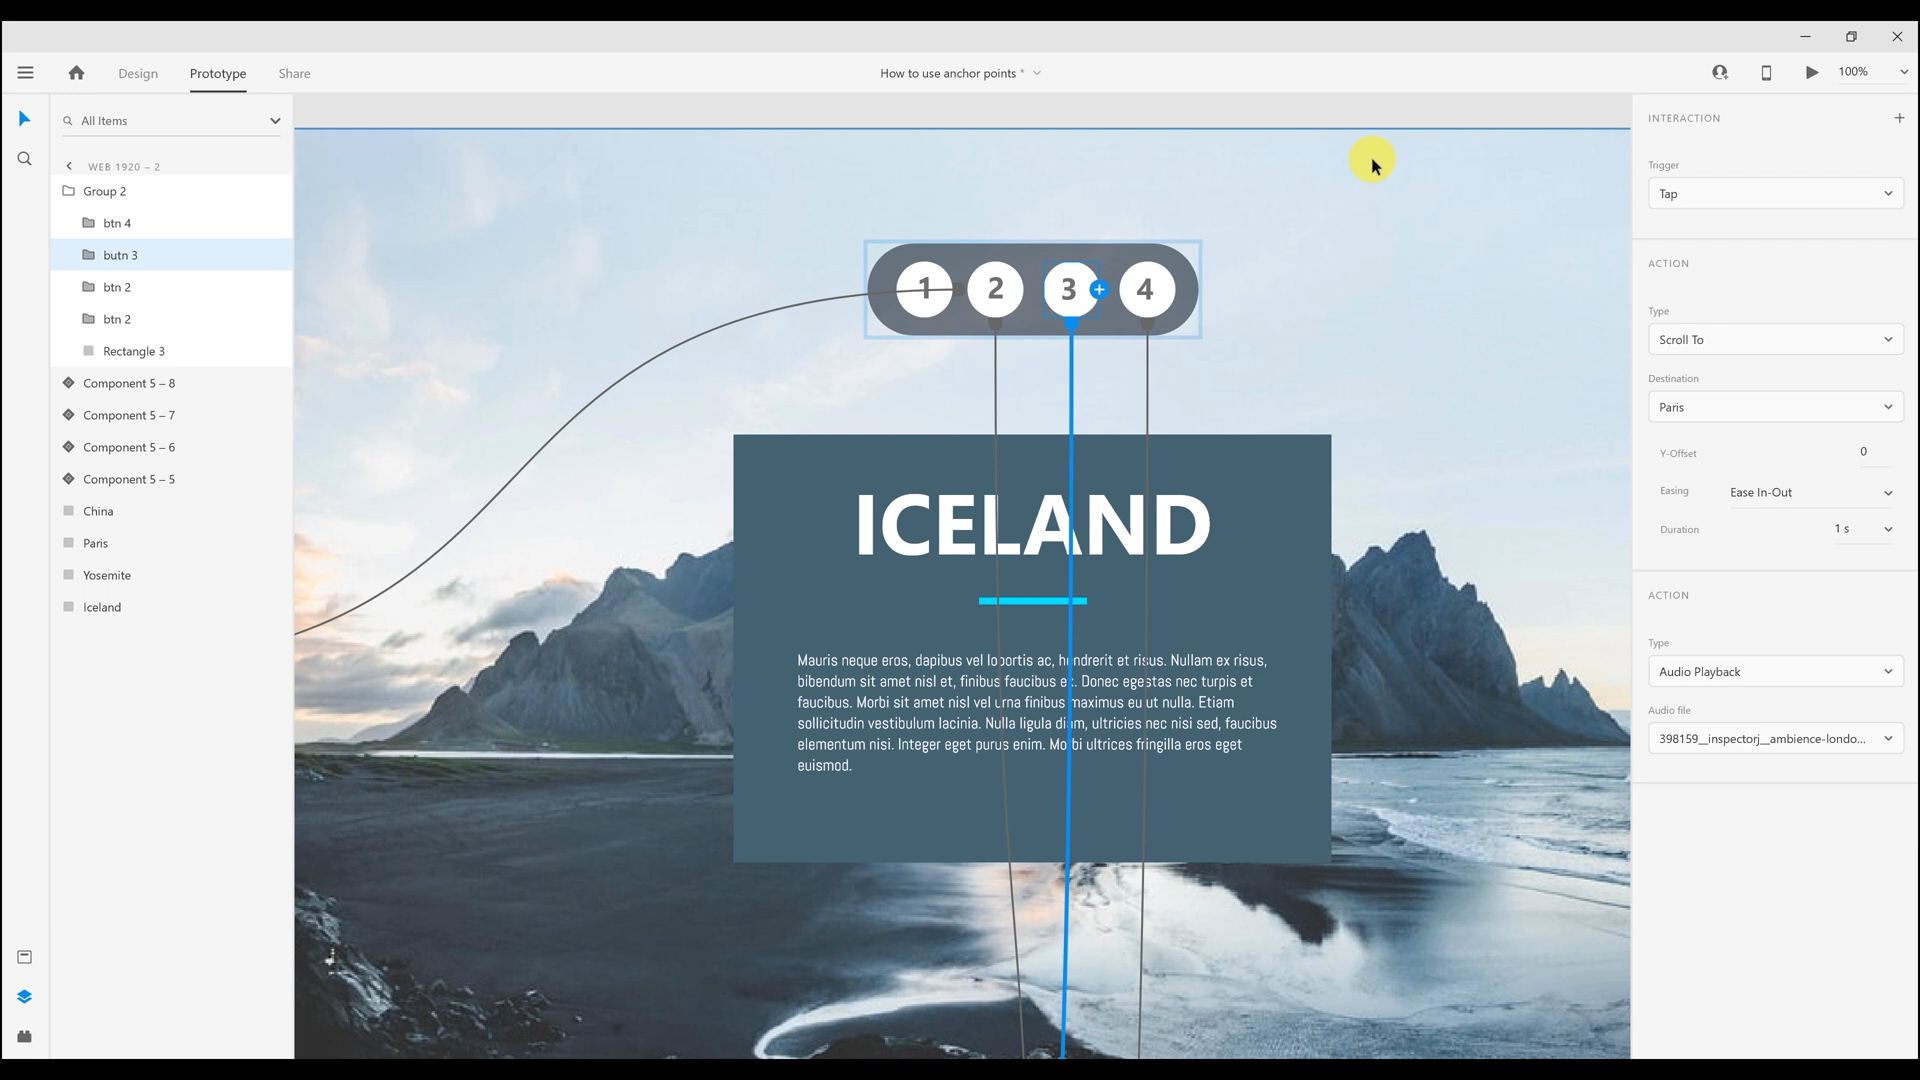 Design
Prototype
Share
How to use anchor points *
100%
All Items
WEB 1920 – 2
Group 2
btn 4
butn 3
btn 2
btn 2
Rectangle 3
Component 5 – 8
Component 5 – 7
Component 5 – 6
Component 5 – 5
China
Paris
Yosemite
Iceland
1
2
3
4
ICELAND
Mauris neque eros, dapibus vel lobortis ac, hendrerit et risus. Nullam ex risus,
bibendum sit amet nisl et, finibus faucibus ex. Donec egestas nec turpis et
faucibus. Morbi sit amet nisl vel urna finibus maximus eu ut nulla. Etiam
sollicitudin vestibulum lacinia. Nulla ligula diam, ultricies nec nisi sed, faucibus
elementum nisi. Integer eget purus enim. Morbi ultrices fringilla eros eget
euismod.
INTERACTION
Trigger
Tap
ACTION
Type
Scroll To
Destination
Paris
Y-Offset
0
Easing
Ease In-Out
Duration
1 s
ACTION
Type
Audio Playback
Audio file
398159__inspectorj__ambience-londo...